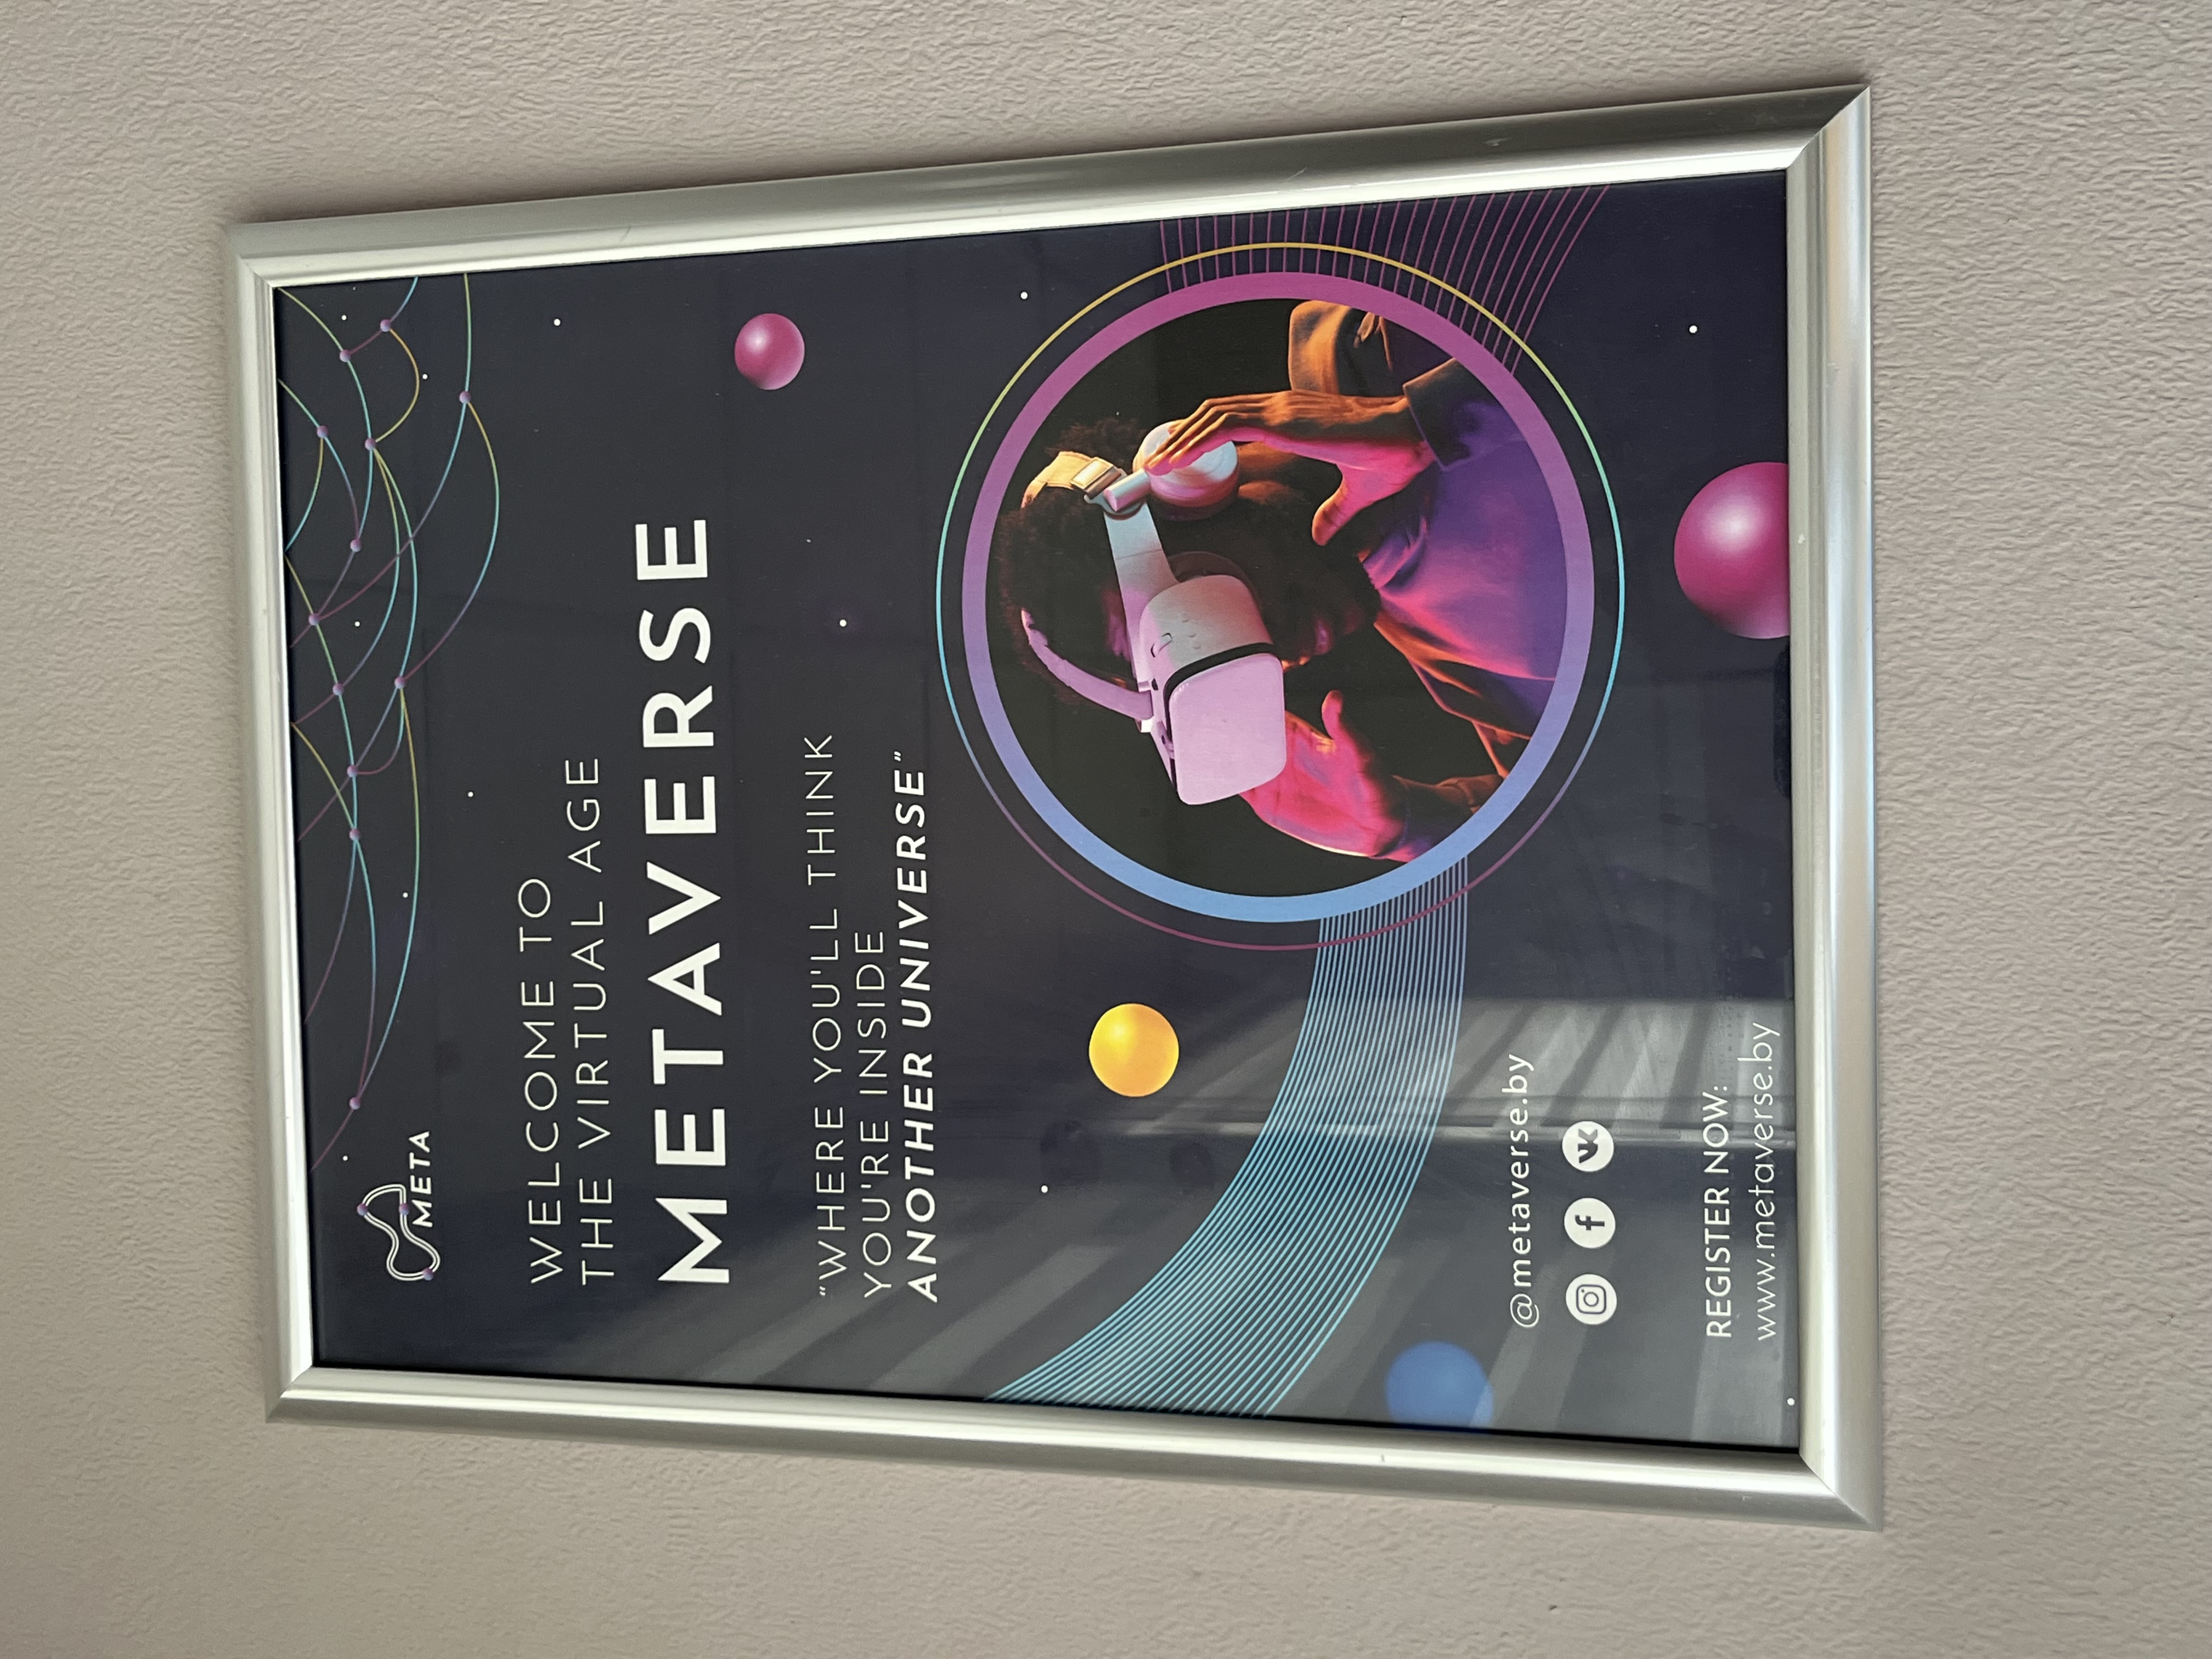 META
WELCOME TO
THE VIRTUAL AGE
METAVERSE
“WHERE YOU'LL THINK
YOU'RE INSIDE
ANOTHER UNIVERSE”
@metaverse.by
REGISTER NOW:
www.metaverse.by